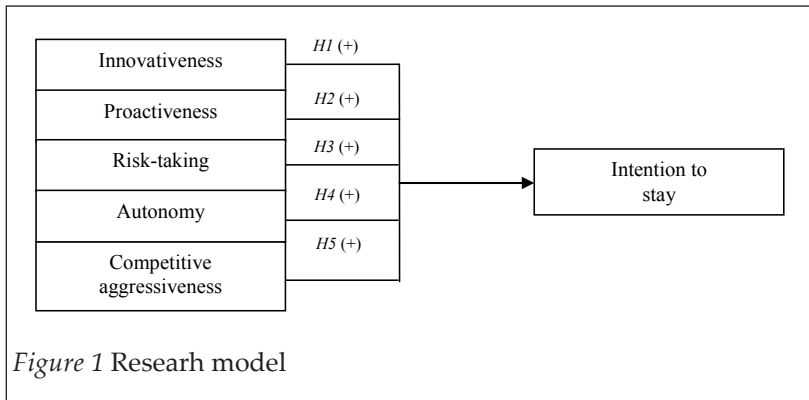 H1 (+)
Innovativeness
H2 (+)
Proactiveness
H3 (+)
Risk-taking
Intention to
stay
H4 (+)
Autonomy
H5 (+)
Competitive
aggressiveness
Figure 1 Researh model